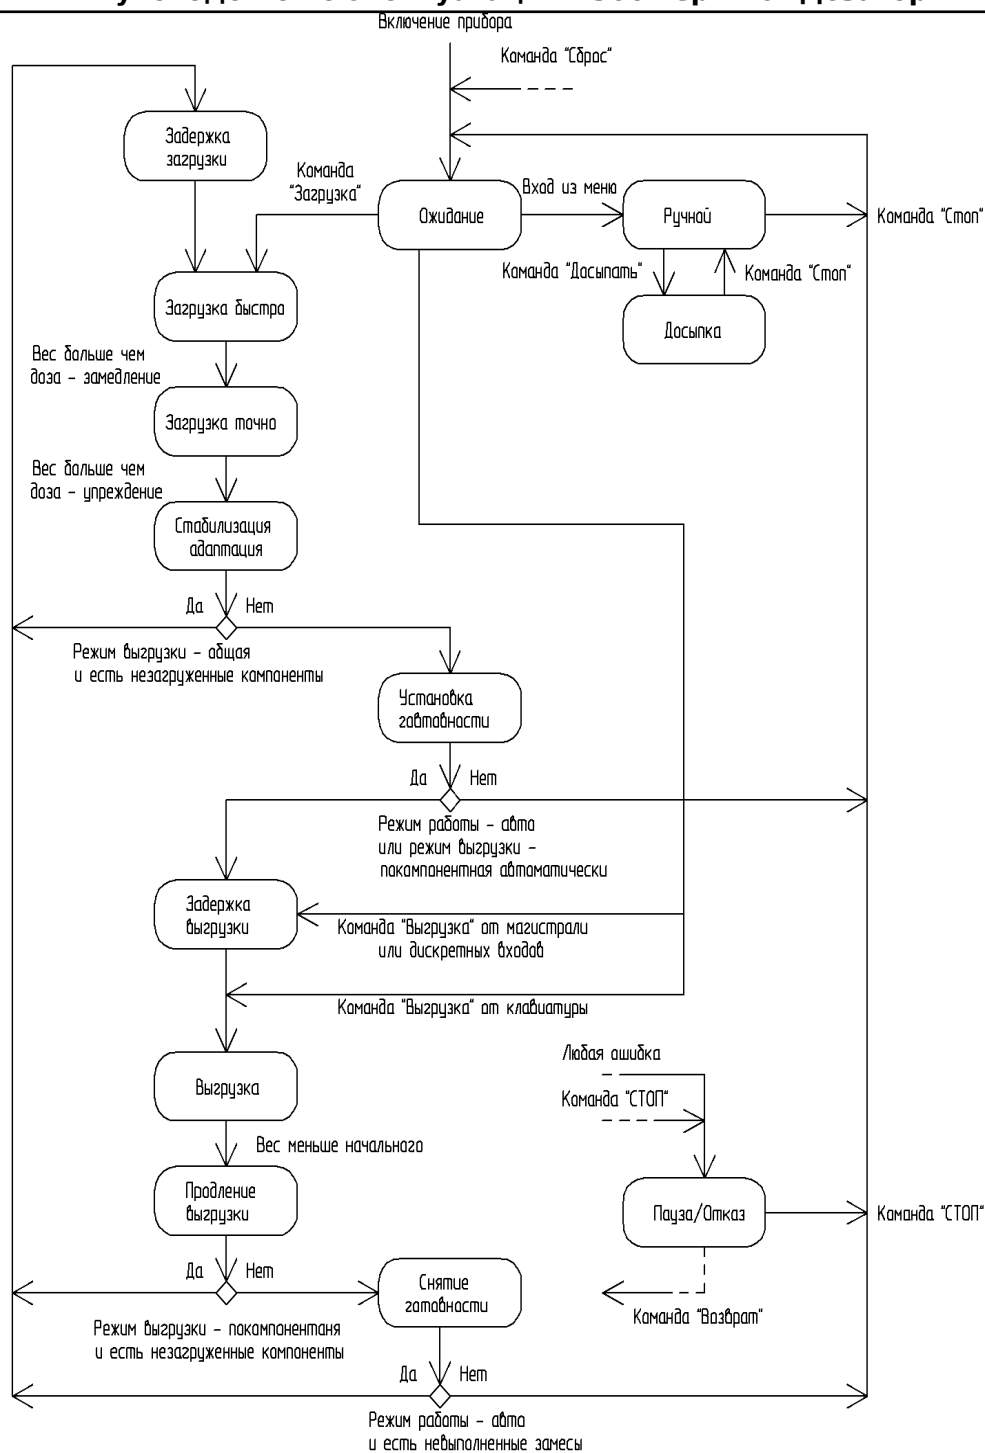 Включение прибора
Команда "Сброс"
Задержка
загрузки
Команда
"Загрузка"
Ожидание
Вход из меню
Ручной
Команда "Стоп"
Команда "Досыпать"
Команда "Стоп"
Загрузка быстро
Досыпка
Вес больше чем
доза - замедление
Загрузка точно
Вес больше чем
доза - упреждение
Стабилизация
адаптация
Да
Нет
Режим выгрузки - общая
и есть незагруженные компоненты
Установка
говтовности
Да
Нет
Режим работы - авто
или режим выгрузки -
покомпонентная автоматически
Задержка
выгрузки
Команда "Выгрузка" от магистрали
или дискретных входов
Команда "Выгрузка" от клавиатуры
Любая ошибка
Команда "СТОП"
Выгрузка
Вес меньше начального
Продление
выгрузки
Пауза/Отказ
Команда "СТОП"
Да
Нет
Снятие
готовности
Команда "Возврат"
Режим выгрузки - покомпонентаня
и есть незагруженные компоненты
Да
Нет
Режим работы - авто
и есть невыполненные замесы